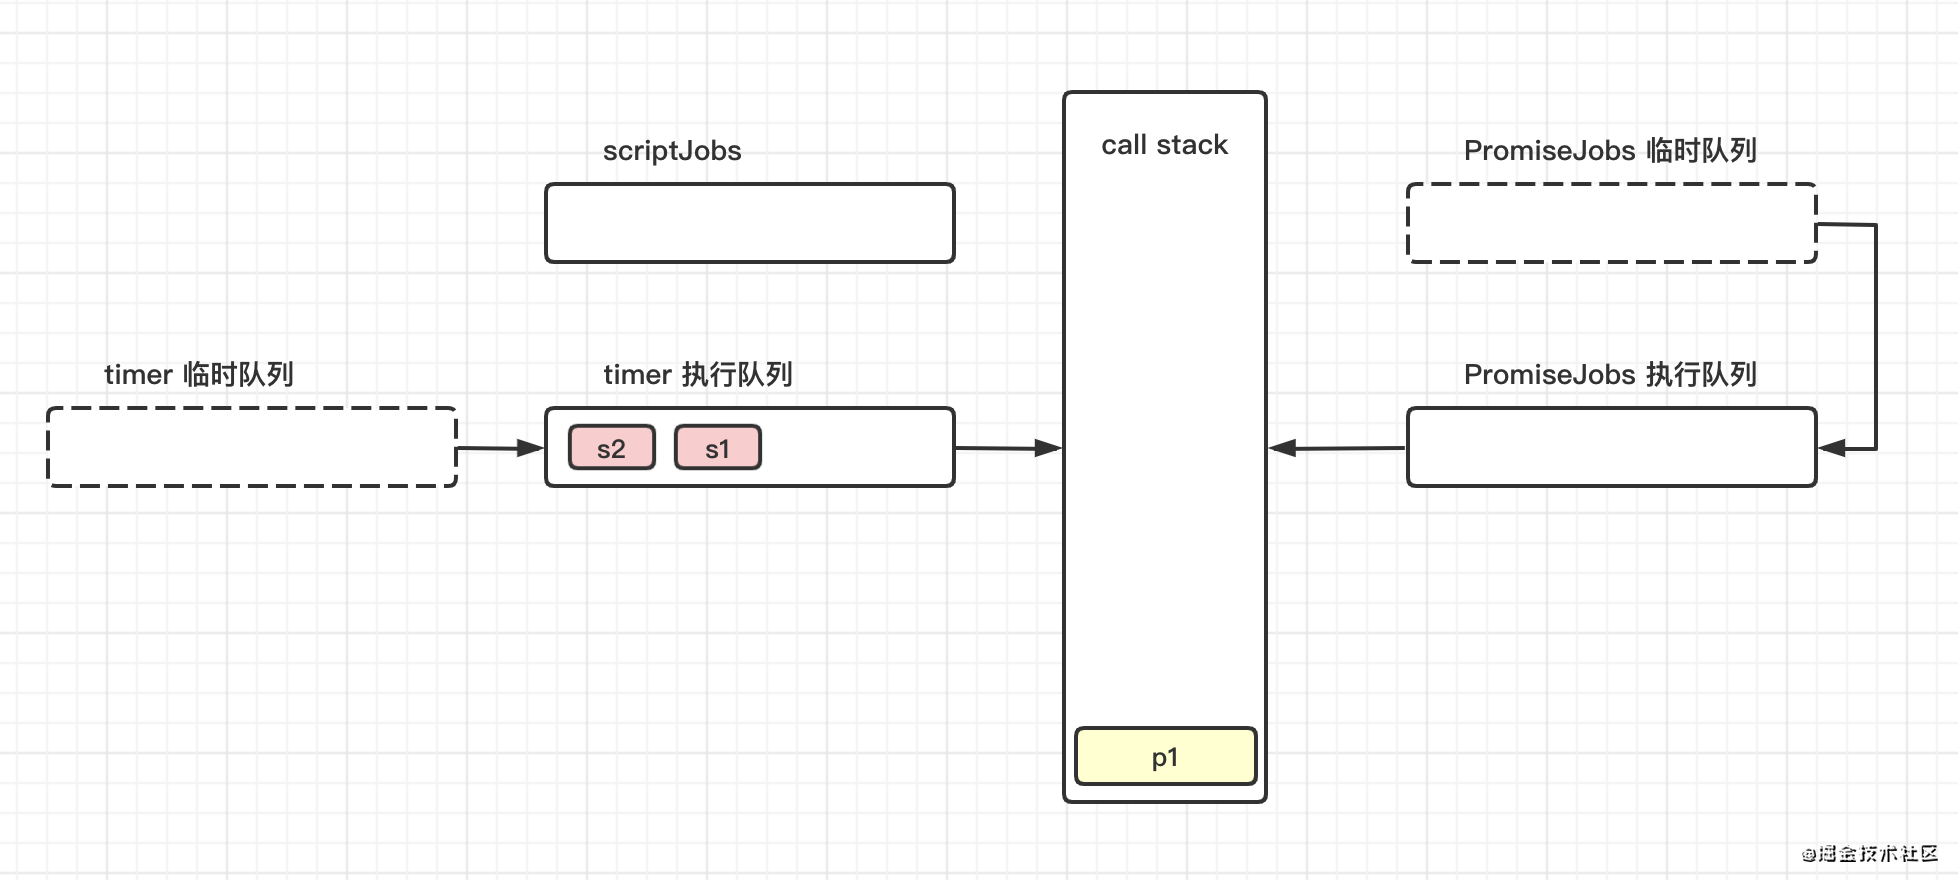 call stack
scriptJobs
PromiseJobs 临时队列
timer 临时队列
timer 执行队列
PromiseJobs 执行队列
s2
s1
p1
@掘金技术社区